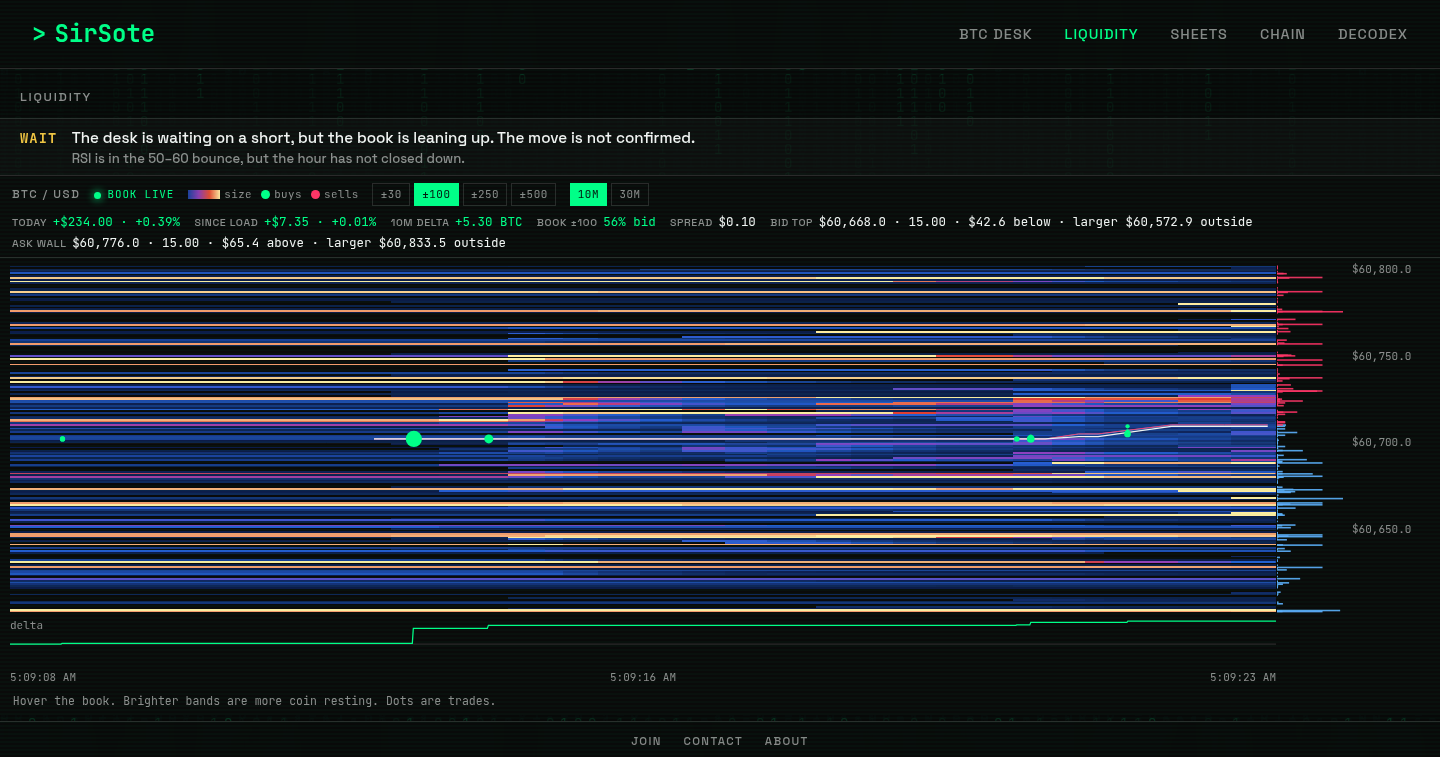 > SirSote
BTC DESK LIQUIDITY SHEETS CHAIN DECODEX
LIQUIDITY
WAIT The desk is waiting on a short, but the book is leaning up. The move is not confirmed.
RSI is in the 50–60 bounce, but the hour has not closed down.
BTC / USD BOOK LIVE size buys sells ±30 ±100 ±250 ±500 10M 30M
TODAY +$234.00 · +0.39% SINCE LOAD +$7.35 · +0.01% 10M DELTA +5.30 BTC BOOK ±100 56% bid SPREAD $0.10 BID TOP $60,668.0 · 15.00 · $42.6 below · larger $60,572.9 outside
ASK WALL $60,776.0 · 15.00 · $65.4 above · larger $60,833.5 outside
$60,800.0
$60,750.0
$60,700.0
$60,650.0
delta
5:09:08 AM 5:09:16 AM 5:09:23 AM
Hover the book. Brighter bands are more coin resting. Dots are trades.
JOIN CONTACT ABOUT